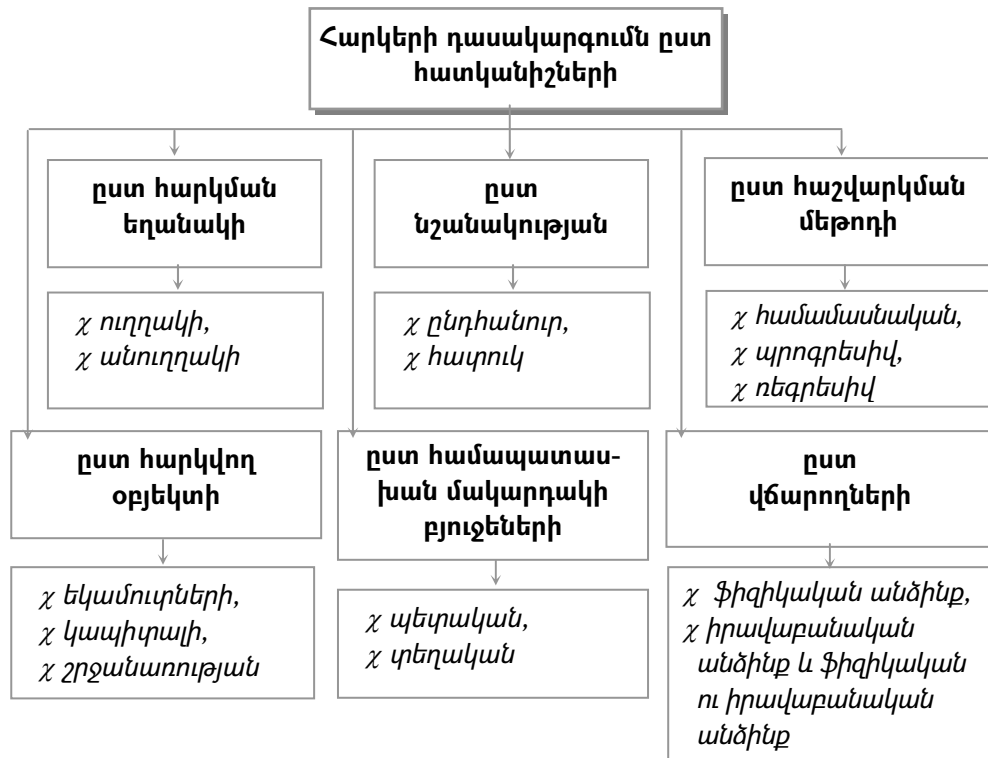 Հարկերի դասակարգումն ըստ
հատկանիշների
ըստ հարկման
եղանակի
ըստ
նշանակության
ըստ հաշվարկման
մեթոդի
χ ուղղակի,
χ անուղղակի
χ ընդհանուր,
χ հատուկ
χ համամասնական,
χ պրոգրեսիվ,
χ ռեգրեսիվ
ըստ հարկվող
օբյեկտի
ըստ համապատաս-
խան մակարդակի
բյուջեների
ըստ
վճարողների
χ եկամուտների,
χ կապիտալի,
χ շրջանառության
χ պետական,
χ տեղական
χ ֆիզիկական անձինք,
χ իրավաբանական
անձինք և ֆիզիկական
ու իրավաբանական
անձինք